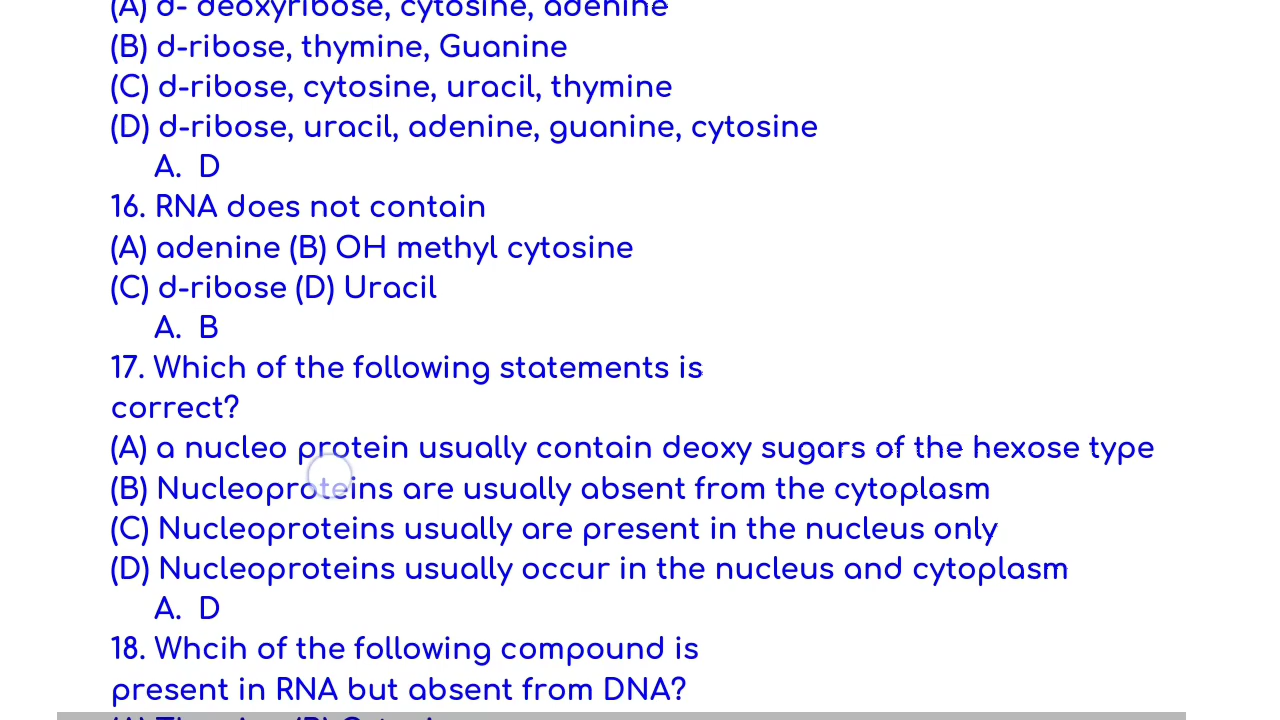 (A) d- deoxyribose, cytosine, adenine
(B) d-ribose, thymine, Guanine
(C) d-ribose, cytosine, uracil, thymine
(D) d-ribose, uracil, adenine, guanine, cytosine
A. D
16. RNA does not contain
(A) adenine (B) OH methyl cytosine
(C) d-ribose (D) Uracil
A. B
17. Which of the following statements is
correct?
(A) a nucleo protein usually contain deoxy sugars of the hexose type
(B) Nucleoproteins are usually absent from the cytoplasm
(C) Nucleoproteins usually are present in the nucleus only
(D) Nucleoproteins usually occur in the nucleus and cytoplasm
A. D
18. Whcih of the following compound is
present in RNA but absent from DNA?